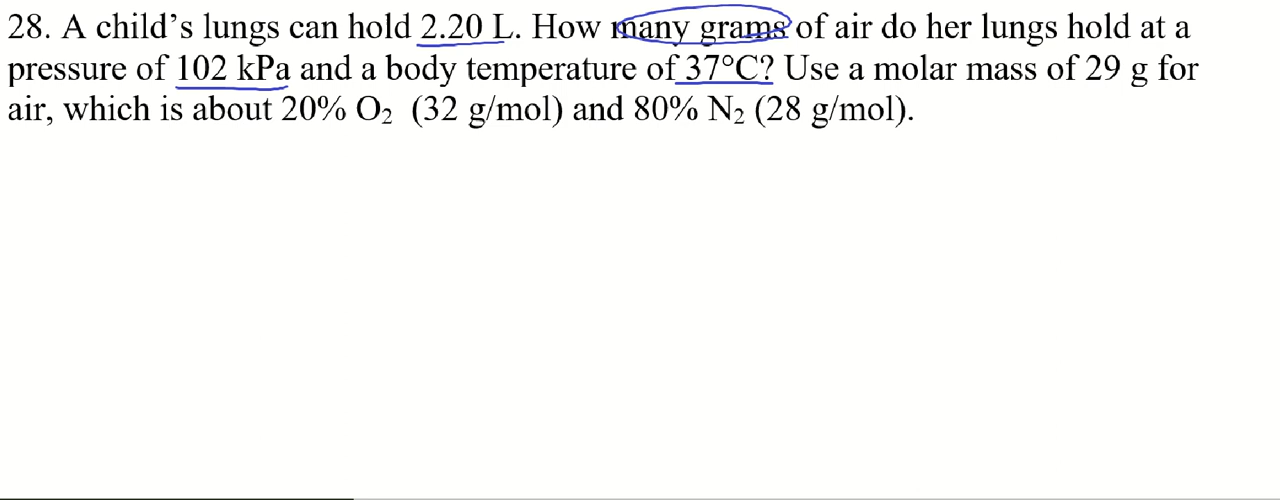 28. A child's lungs can hold 2.20 L. How many grams of air do her lungs hold at a
pressure of 102 kPa and a body temperature of 37°C? Use a molar mass of 29 g for
air, which is about 20% O₂ (32 g/mol) and 80% N₂ (28 g/mol).